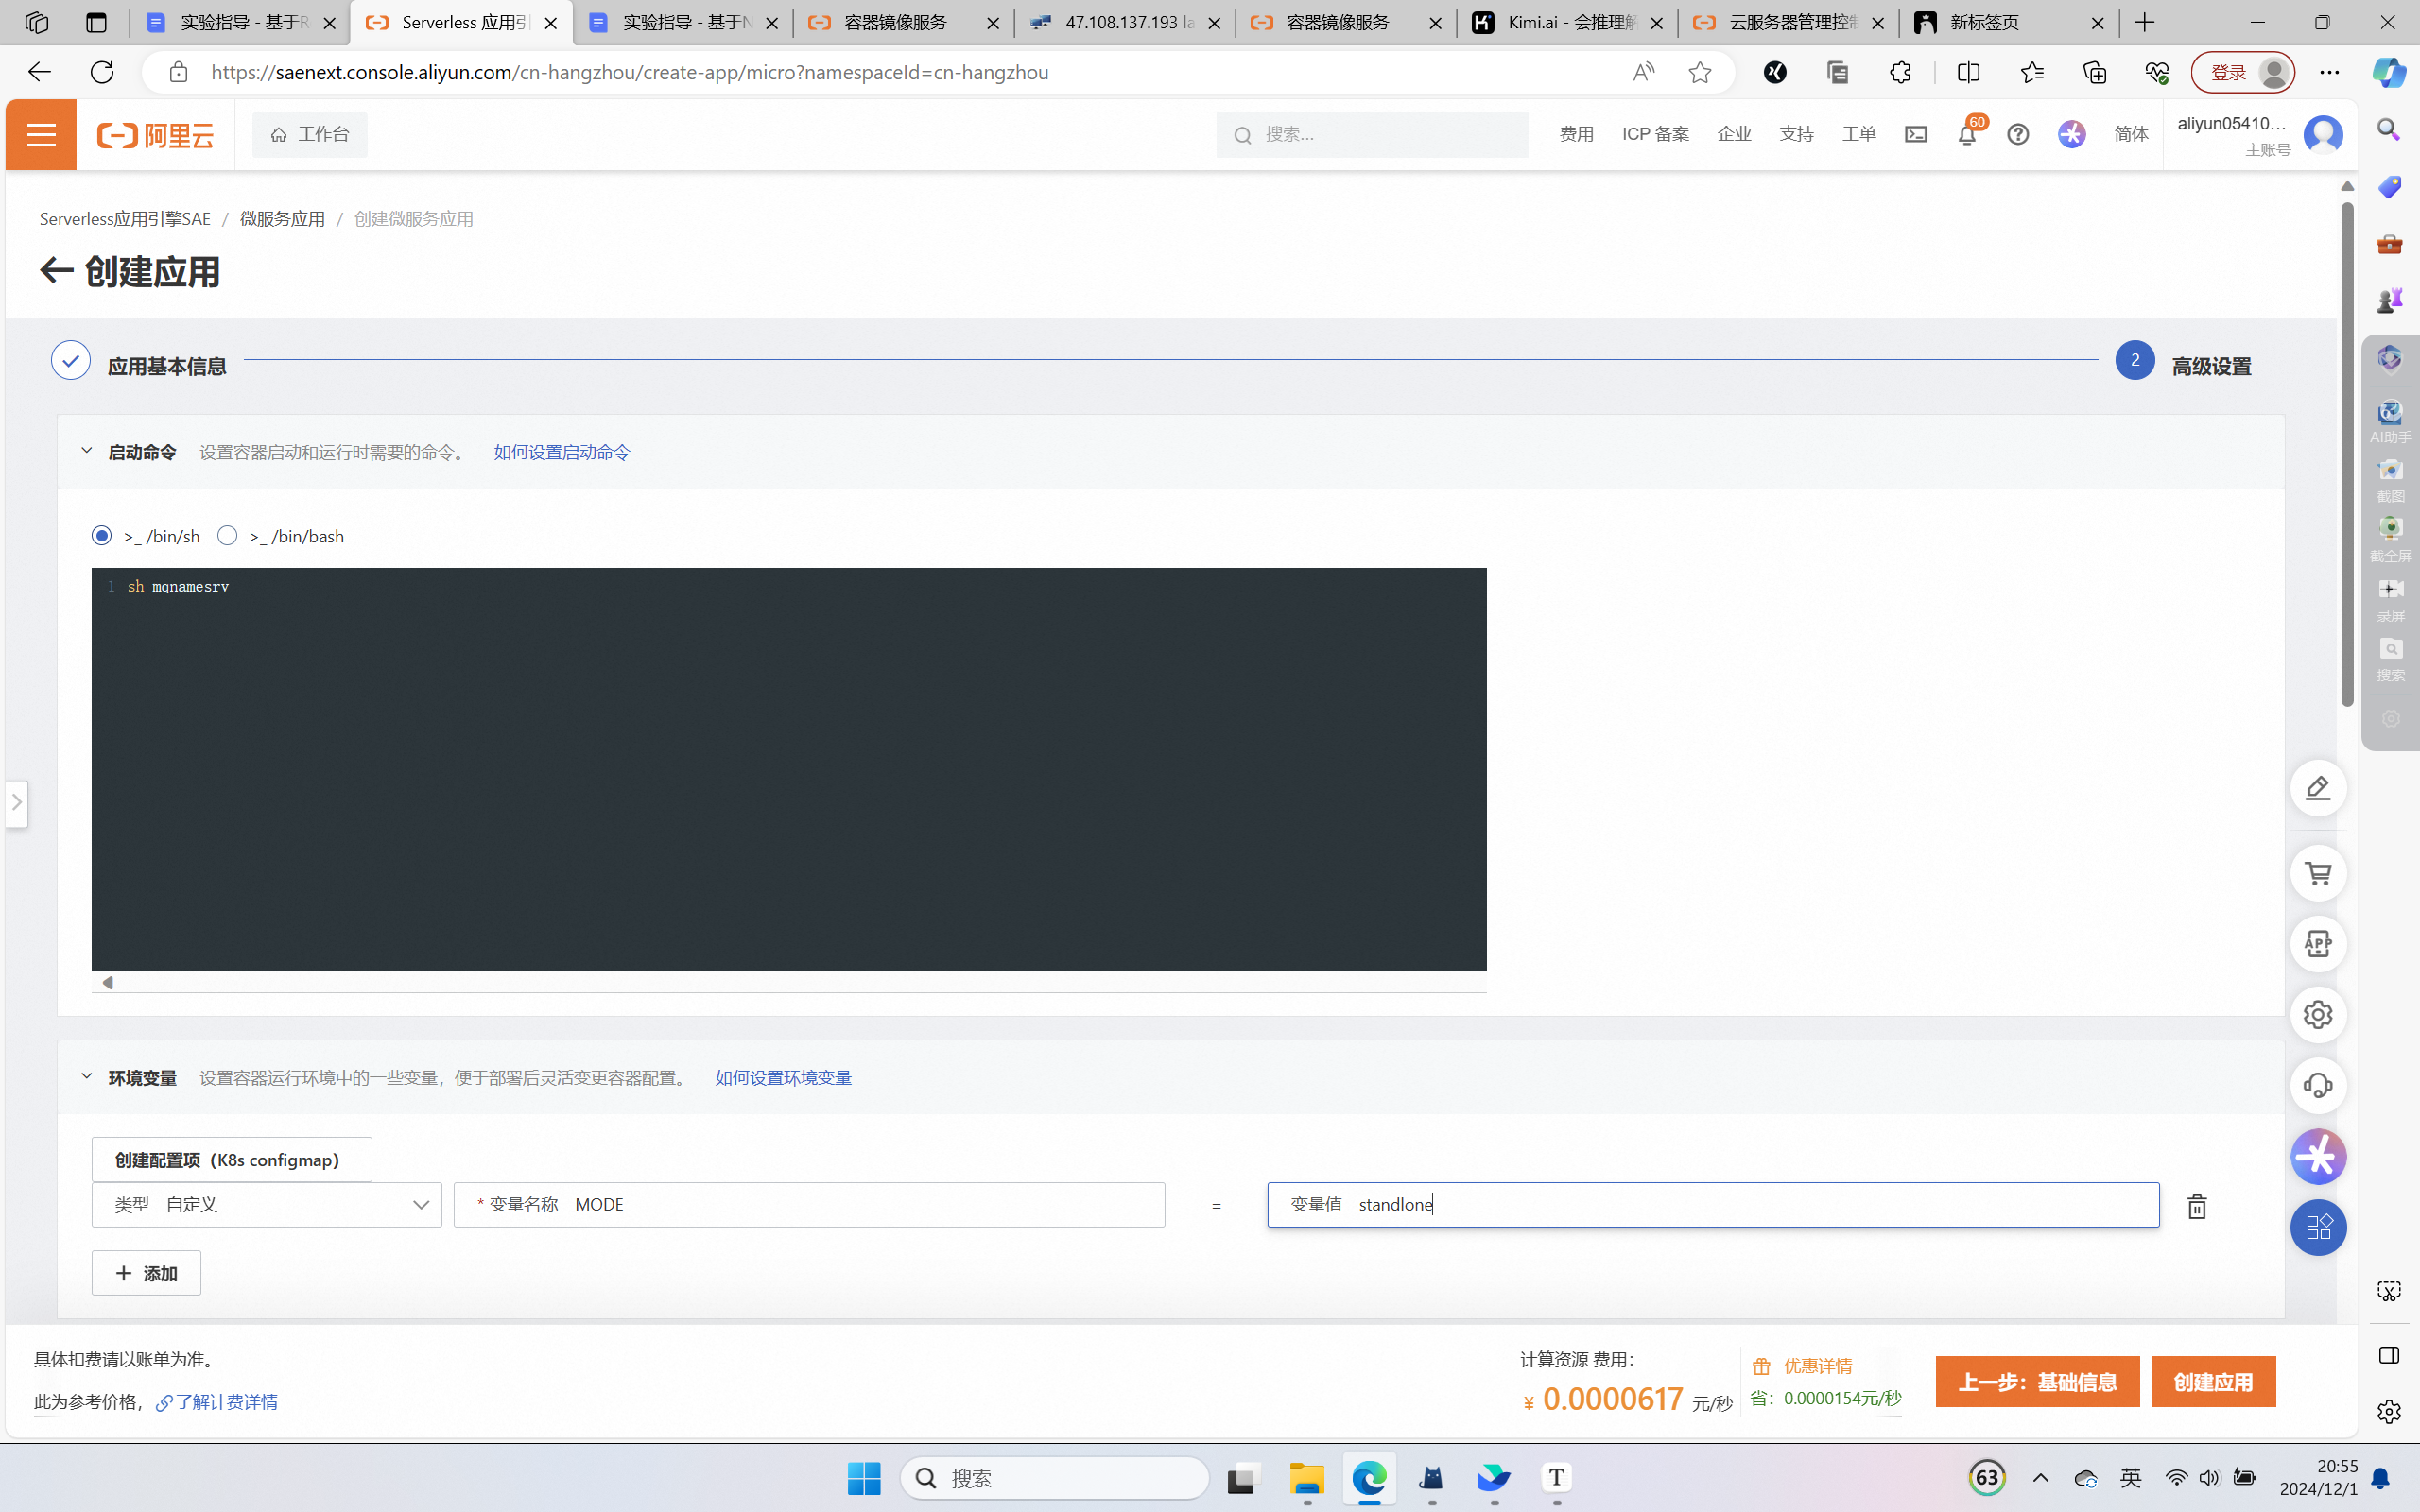 实验指导 - 基于R
Serverless 应用引
实验指导 - 基于N
容器镜像服务
47.108.137.193 la
容器镜像服务
Kimi.ai - 会推理解
云服务器管理控制
新标签页
https://saenext.console.aliyun.com/cn-hangzhou/create-app/micro?namespaceId=cn-hangzhou
登录
阿里云
工作台
搜索...
费用
ICP 备案
企业
支持
工单
60
简体
aliyun05410...
主账号
Serverless应用引擎SAE / 微服务应用 / 创建微服务应用
创建应用
应用基本信息
2
高级设置
启动命令
设置容器启动和运行时需要的命令。
如何设置启动命令
>_ /bin/sh
>_ /bin/bash
1 sh mqnamesrv
AI助手
截图
截全屏
录屏
搜索
APP
环境变量
设置容器运行环境中的一些变量，便于部署后灵活变更容器配置。
如何设置环境变量
创建配置项（K8s configmap）
类型 自定义
* 变量名称 MODE
=
变量值 standlone
添加
具体扣费请以账单为准。
此为参考价格，
了解计费详情
计算资源 费用：
¥ 0.0000617 元/秒
优惠详情
省：0.0000154元/秒
上一步：基础信息
创建应用
搜索
T
63
英
20:55
2024/12/1